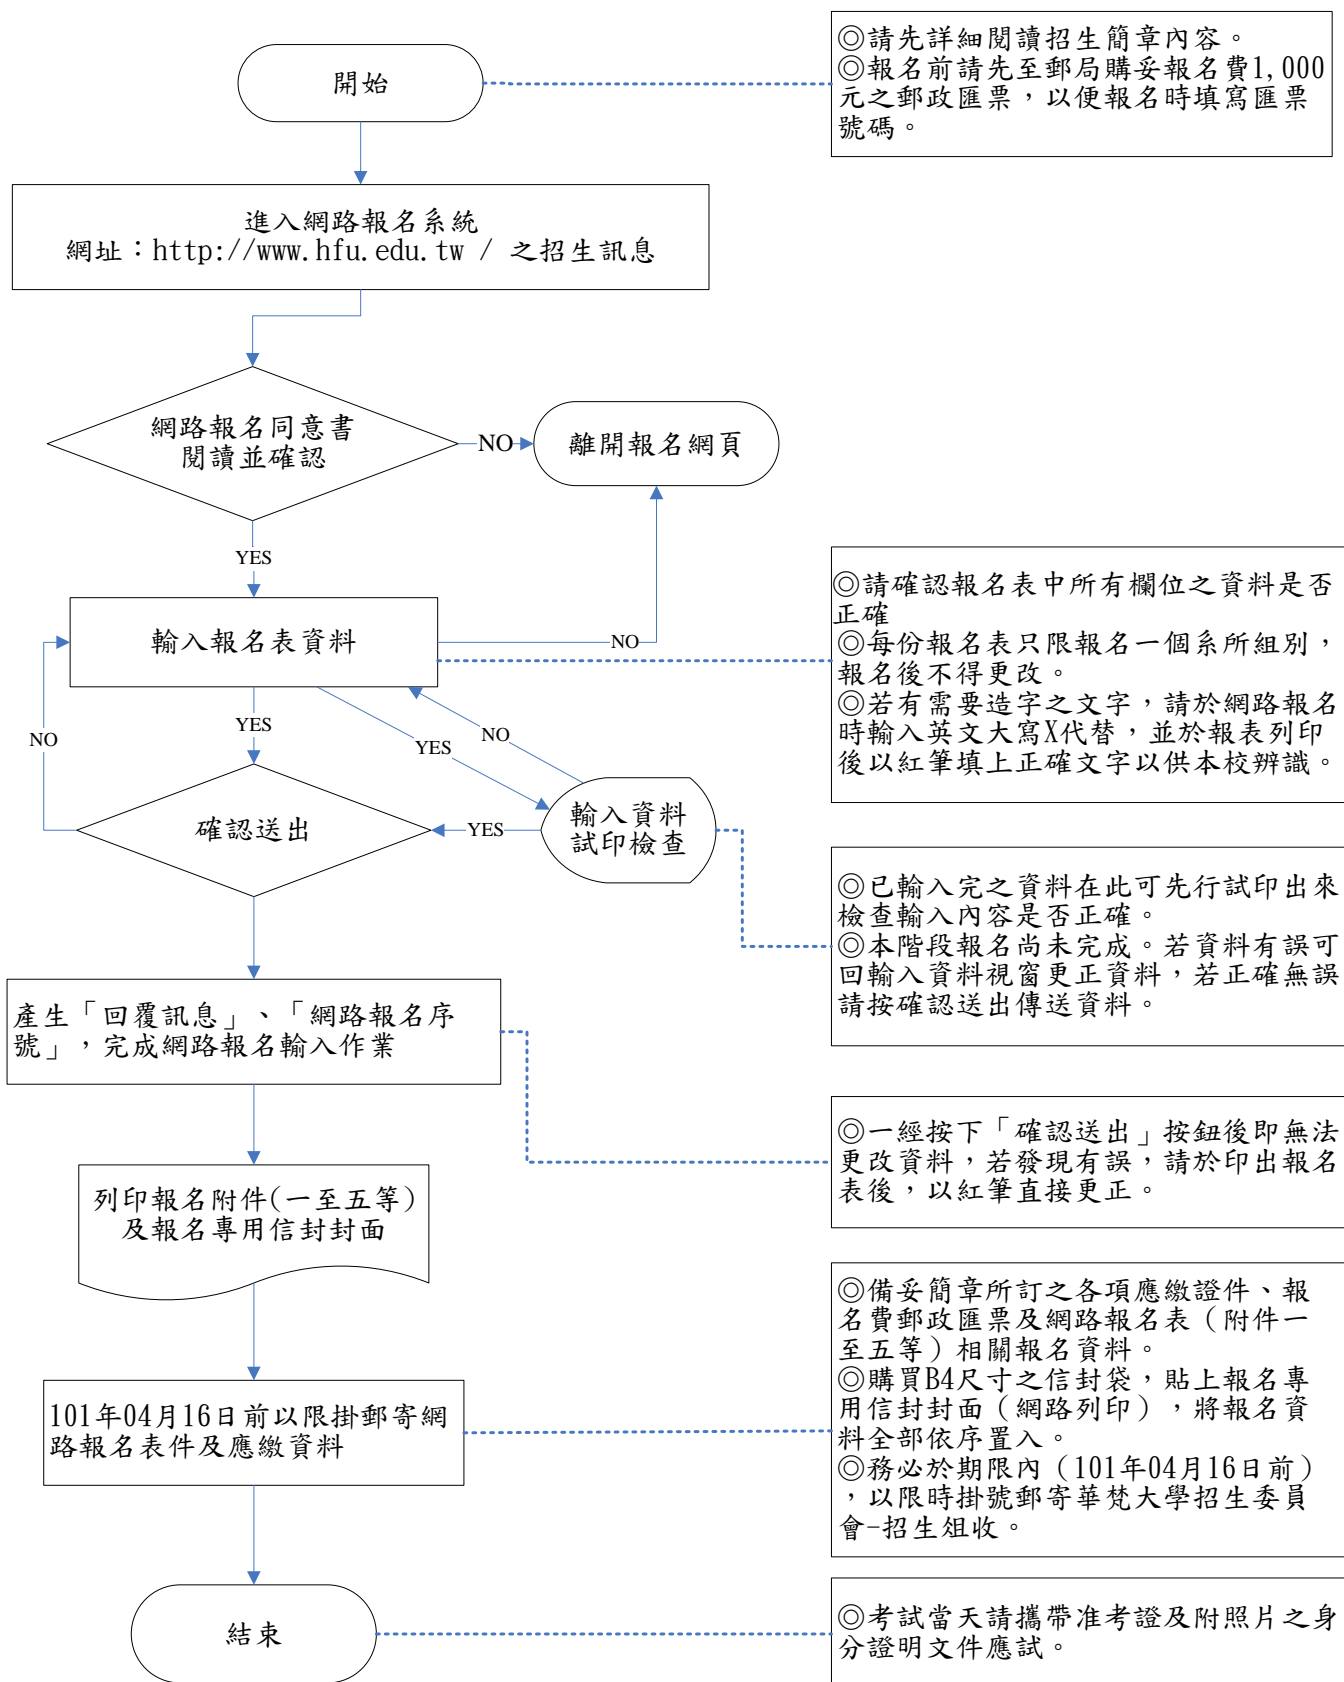 開始
◎請先詳細閱讀招生簡章內容。
◎報名前請先至郵局購妥報名費1,000
元之郵政匯票，以便報名時填寫匯票
號碼。
進入網路報名系統
網址：http://www.hfu.edu.tw / 之招生訊息
網路報名同意書
閱讀並確認
NO
離開報名網頁
YES
輸入報名表資料
NO
◎請確認報名表中所有欄位之資料是否
正確
◎每份報名表只限報名一個系所組別，
報名後不得更改。
◎若有需要造字之文字，請於網路報名
時輸入英文大寫X代替，並於報表列印
後以紅筆填上正確文字以供本校辨識。
NO
YES
YES
NO
確認送出
YES
輸入資料
試印檢查
◎已輸入完之資料在此可先行試印出來
檢查輸入內容是否正確。
◎本階段報名尚未完成。若資料有誤可
回輸入資料視窗更正資料，若正確無誤
請按確認送出傳送資料。
產生「回覆訊息」、「網路報名序
號」，完成網路報名輸入作業
◎一經按下「確認送出」按鈕後即無法
更改資料，若發現有誤，請於印出報名
表後，以紅筆直接更正。
列印報名附件(一至五等)
及報名專用信封封面
◎備妥簡章所訂之各項應繳證件、報
名費郵政匯票及網路報名表（附件一
至五等）相關報名資料。
◎購買B4尺寸之信封袋，貼上報名專
用信封封面（網路列印），將報名資
料全部依序置入。
◎務必於期限內（101年04月16日前）
，以限時掛號郵寄華梵大學招生委員
會-招生俎收。
101年04月16日前以限掛郵寄網
路報名表件及應繳資料
結束
◎考試當天請攜帶准考證及附照片之身
分證明文件應試。